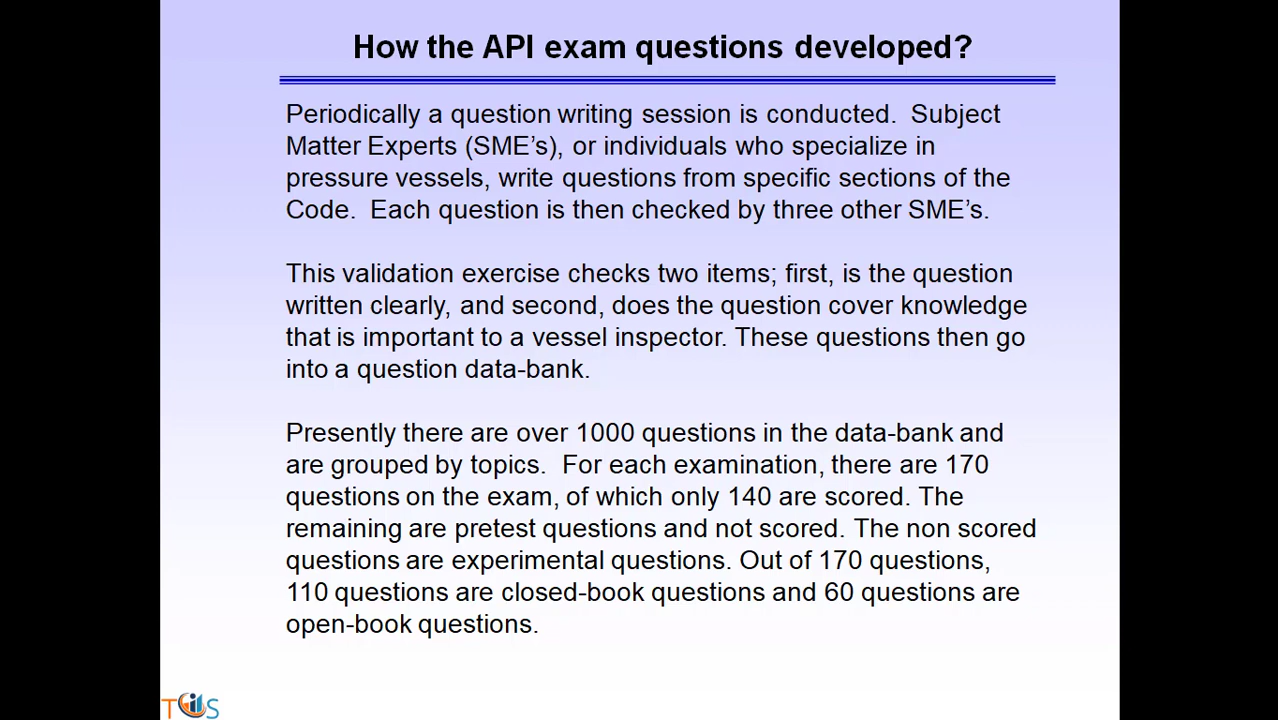 How the API exam questions developed?
Periodically a question writing session is conducted.  Subject
Matter Experts (SME's), or individuals who specialize in
pressure vessels, write questions from specific sections of the
Code.  Each question is then checked by three other SME's.
This validation exercise checks two items; first, is the question
written clearly, and second, does the question cover knowledge
that is important to a vessel inspector. These questions then go
into a question data-bank.
Presently there are over 1000 questions in the data-bank and
are grouped by topics.  For each examination, there are 170
questions on the exam, of which only 140 are scored. The
remaining are pretest questions and not scored. The non scored
questions are experimental questions. Out of 170 questions,
110 questions are closed-book questions and 60 questions are
open-book questions.